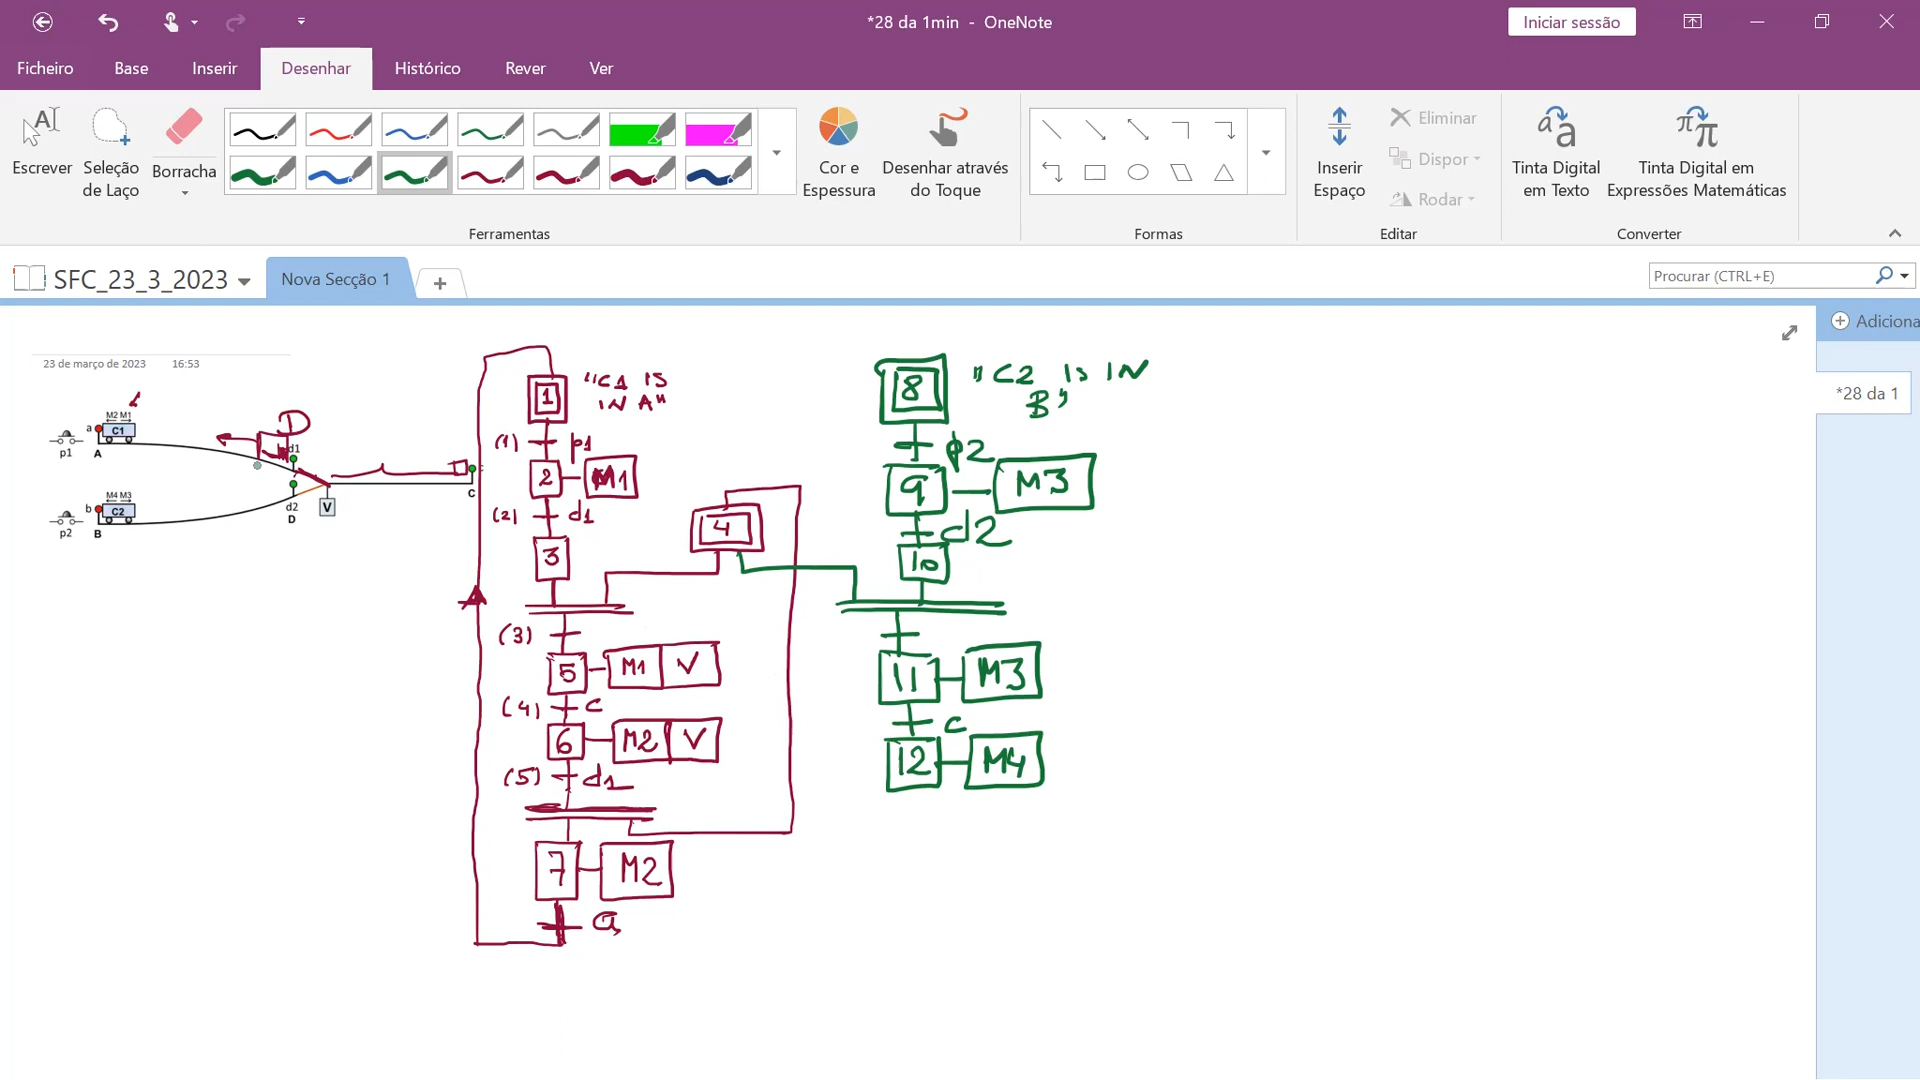 *28 da 1min - OneNote
Iniciar sessão
Ficheiro
Base
Inserir
Desenhar
Histórico
Rever
Ver
Escrever
Seleção
de Laço
Borracha
Cor e
Espessura
Desenhar através
do Toque
Inserir
Espaço
Eliminar
Dispor
Rodar
Tinta Digital
em Texto
Tinta Digital em
Expressões Matemáticas
Ferramentas
Formas
Editar
Converter
SFC_23_3_2023
Nova Secção 1
Procurar (CTRL+E)
Adiciona
*28 da 1
23 de março de 2023 16:53
M2 M1
a
C1
p1
A
D
d1
c
C
M4 M3
b
C2
p2
B
d2
D
V
1
"C1 IS
IN A"
(1)
p1
2
M1
(2)
d1
3
4
(3)
5
M1 V
(4)
c
6
M2 V
(5)
d1
7
M2
a
8
"C2 IS IN
B"
p2
9
M3
d2
10
11
M3
c
12
M4